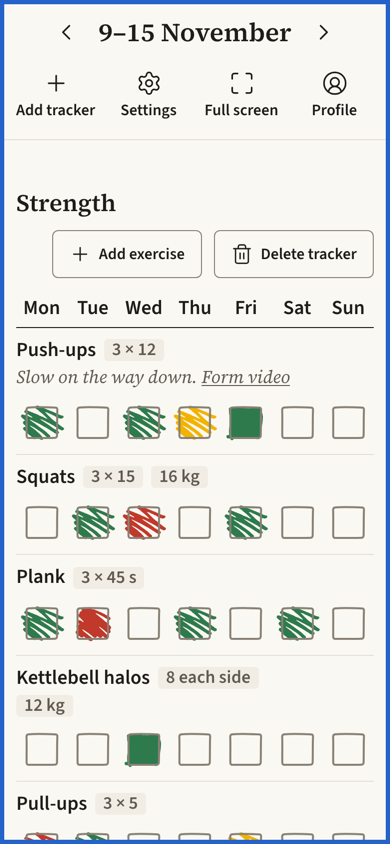 9–15 November
Add tracker Settings Full screen Profile
Strength
Add exercise Delete tracker
Mon Tue Wed Thu Fri Sat Sun
Push-ups 3 × 12
Slow on the way down. Form video
Squats 3 × 15 16 kg
Plank 3 × 45 s
Kettlebell halos 8 each side
12 kg
Pull-ups 3 × 5